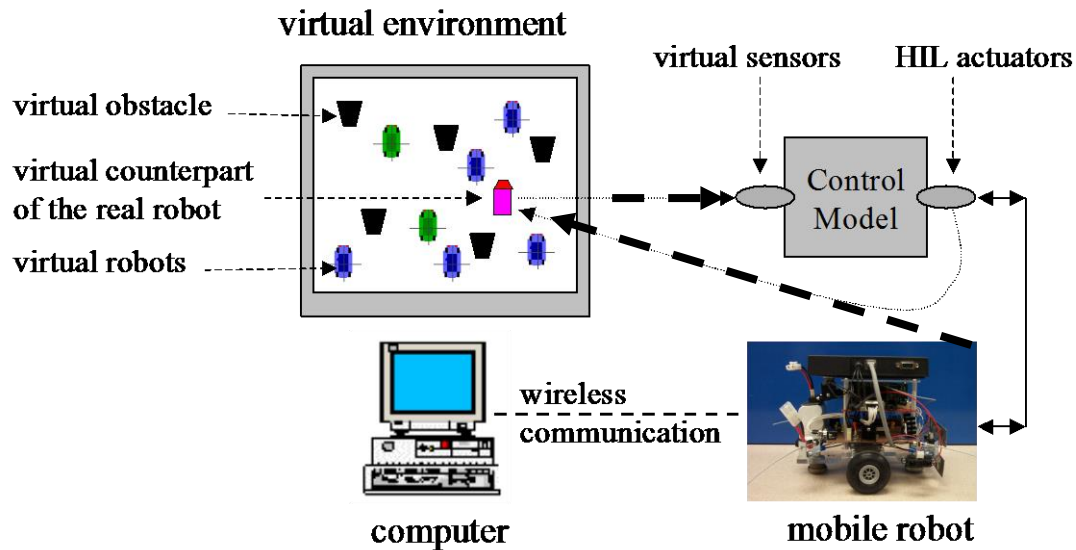 virtual environment
virtual sensors
HIL actuators
virtual obstacle
virtual counterpart
of the real robot
virtual robots
Control
Model
wireless
communication
computer
mobile robot